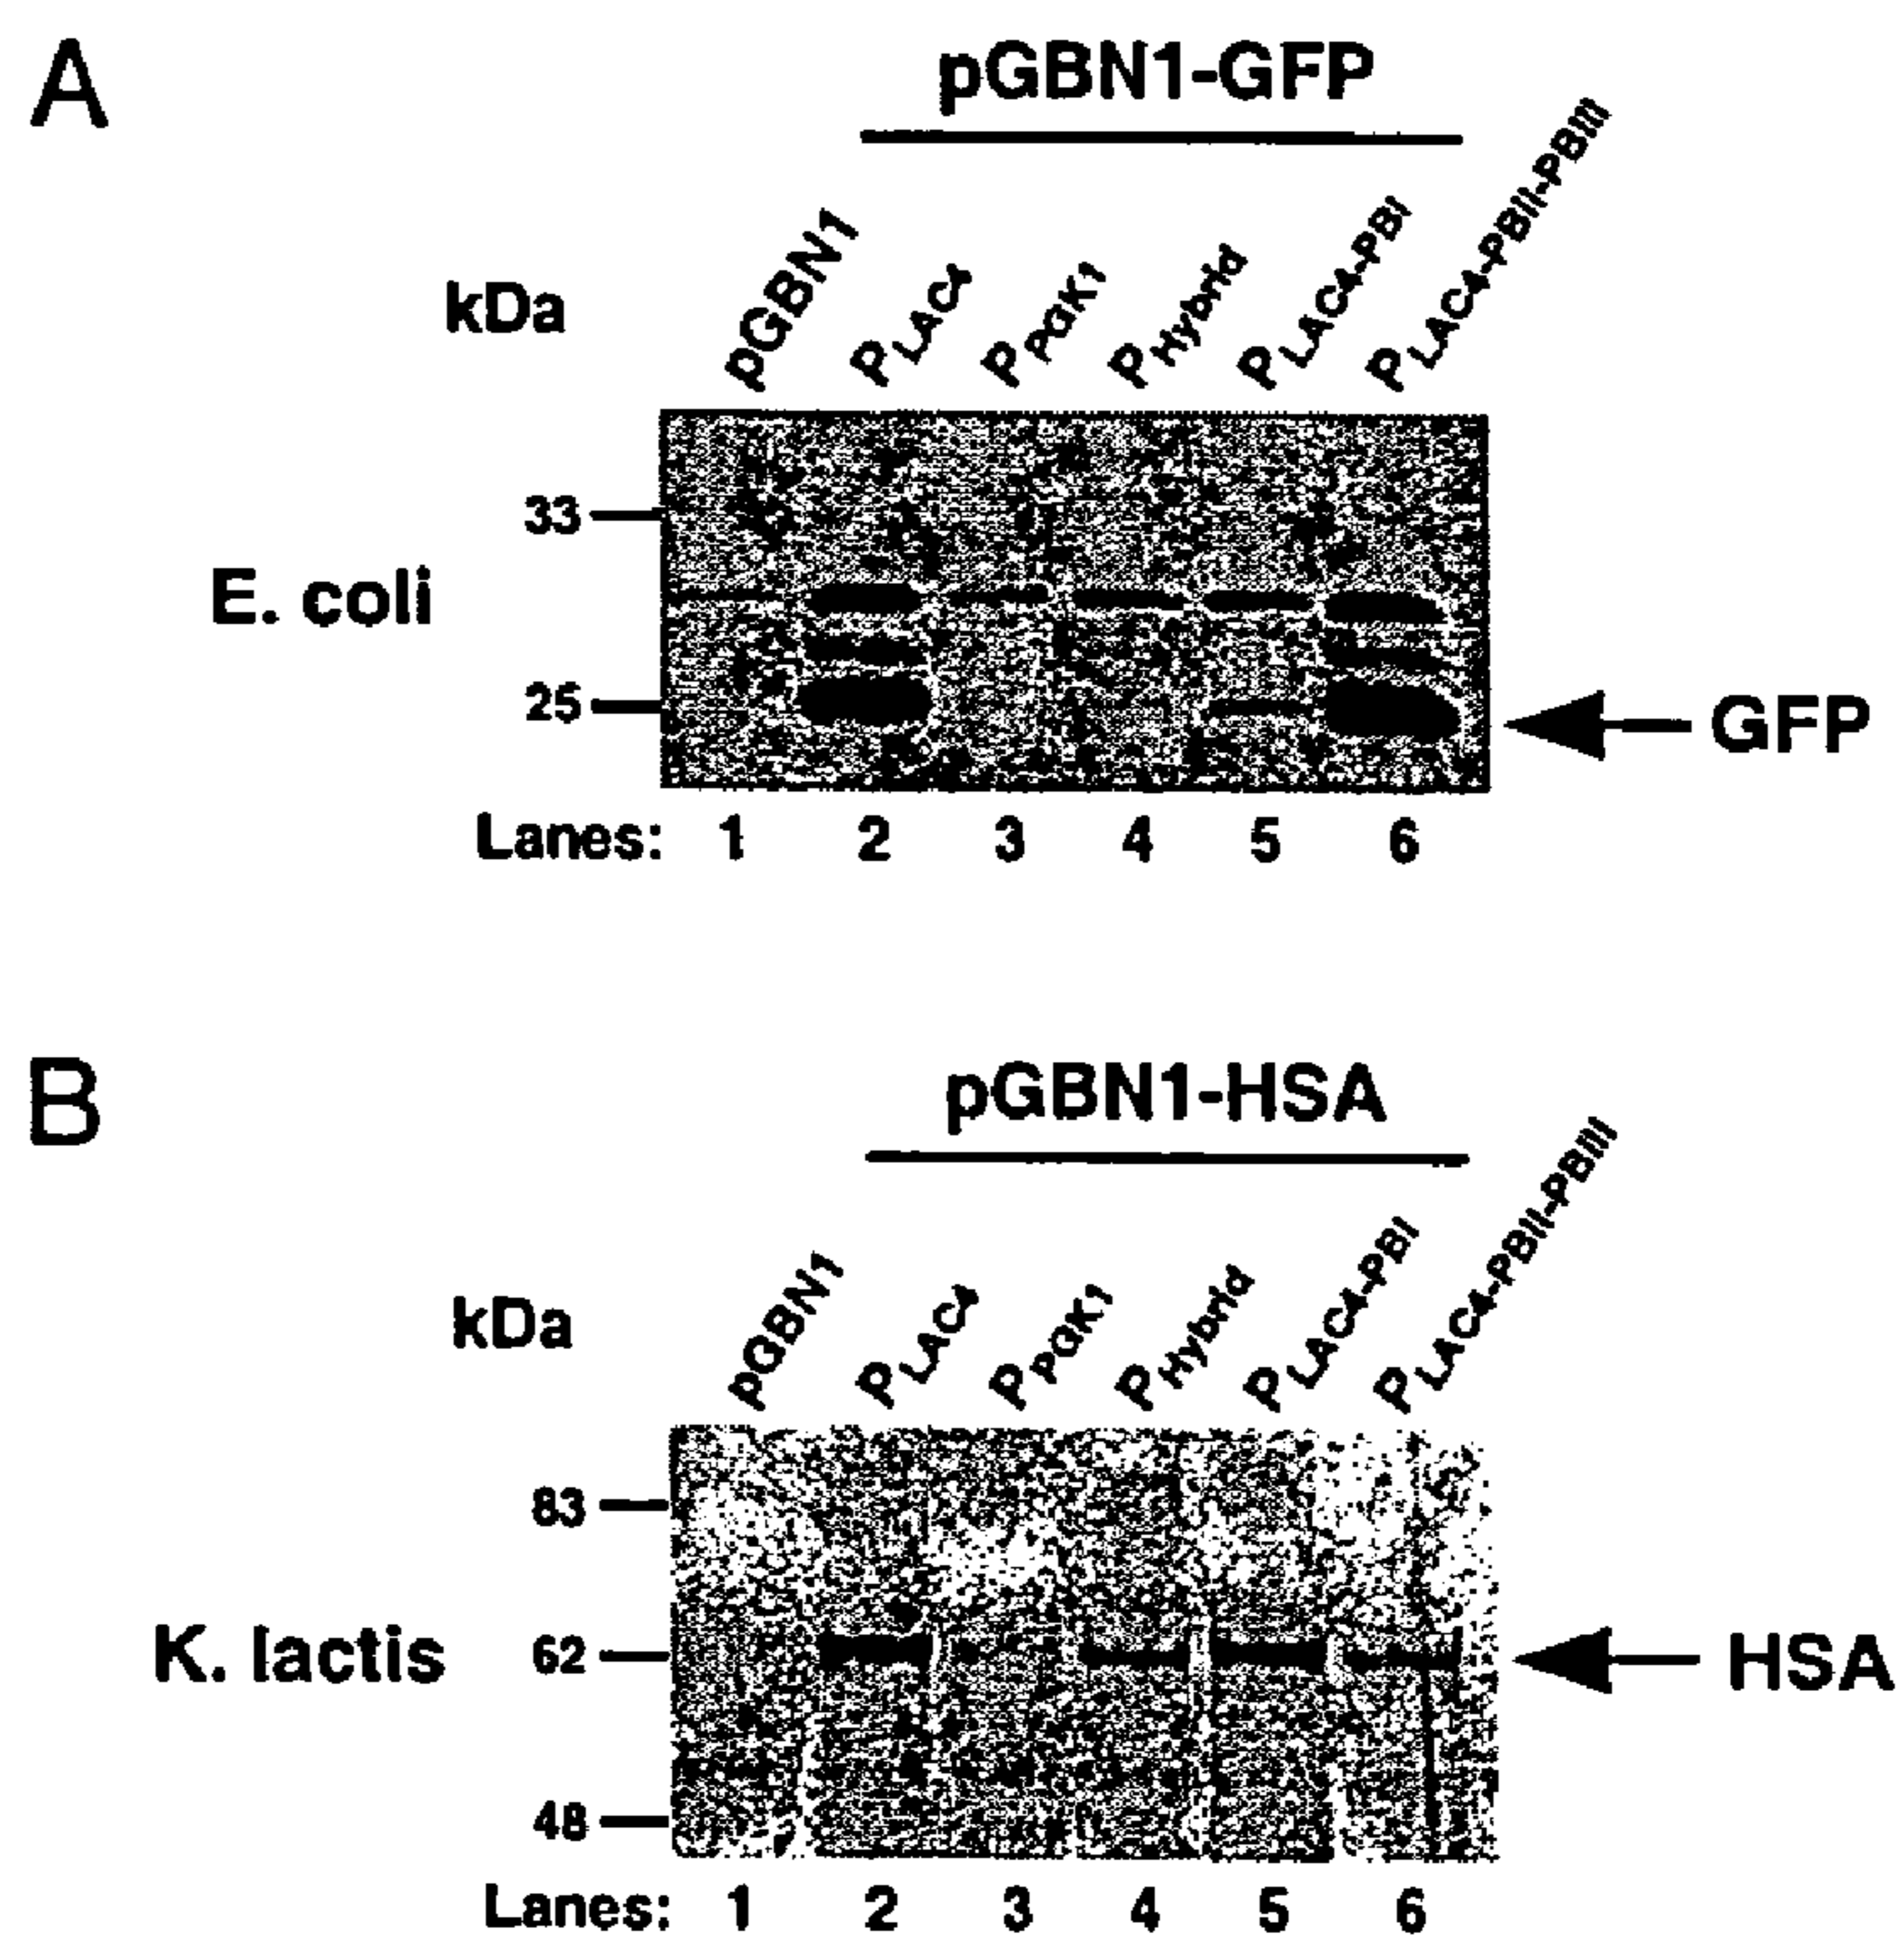 A
pGBN1-GFP
kDa
pGBN1
PLAC4
PPGK1
PHybrid
PLAC4-PBI
PLAC4-PBII-PBIII
33
E. coli
25
GFP
Lanes: 1 2 3 4 5 6
B
pGBN1-HSA
kDa
pGBN1
PLAC4
PPGK1
PHybrid
PLAC4-PBI
PLAC4-PBII-PBIII
83
K. lactis
62
HSA
48
Lanes: 1 2 3 4 5 6